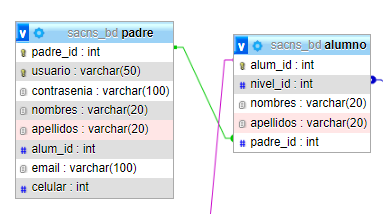 sacns_bd padre
padre_id : int
usuario : varchar(50)
contrasenia : varchar(100)
nombres : varchar(20)
apellidos : varchar(20)
alum_id : int
email : varchar(100)
celular : int
sacns_bd alumno
alum_id : int
nivel_id : int
nombres : varchar(20)
apellidos : varchar(20)
padre_id : int